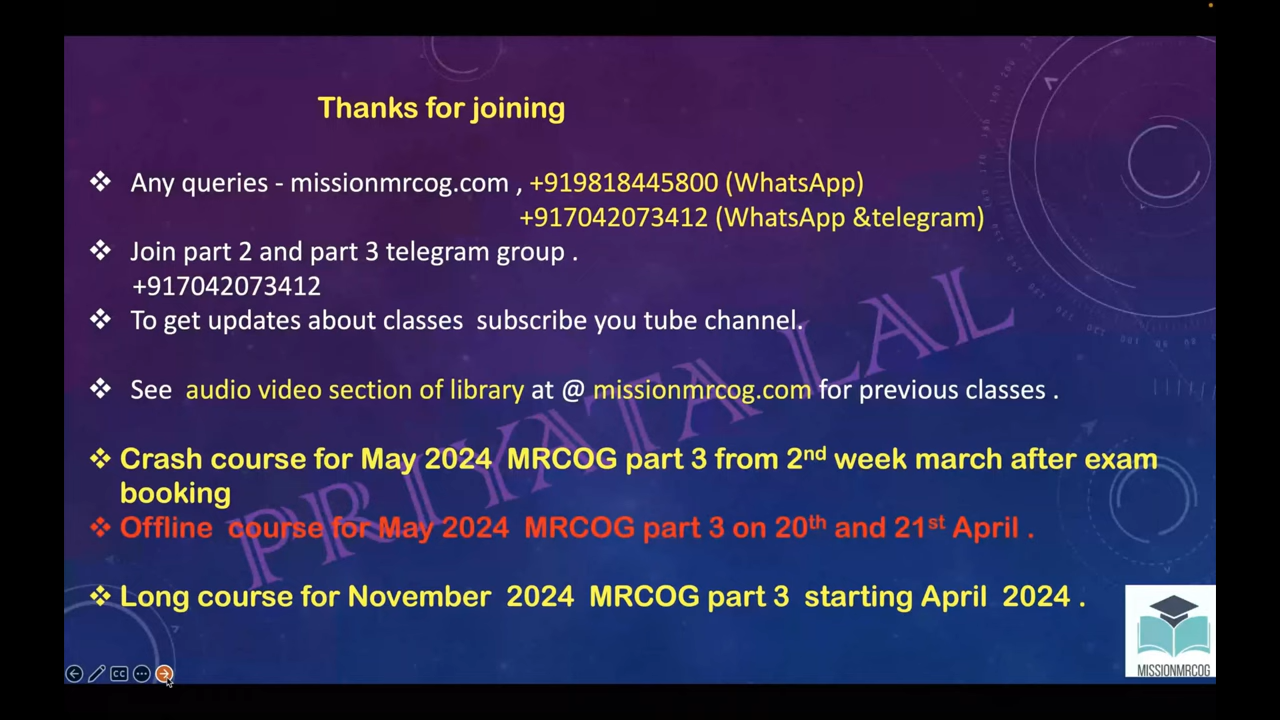 Thanks for joining
❖ Any queries - missionmrcog.com , +919818445800 (WhatsApp)
+917042073412 (WhatsApp &telegram)
❖ Join part 2 and part 3 telegram group .
+917042073412
❖ To get updates about classes subscribe you tube channel.
❖ See audio video section of library at @ missionmrcog.com for previous classes .
❖ Crash course for May 2024 MRCOG part 3 from 2nd week march after exam
booking
❖ Offline course for May 2024 MRCOG part 3 on 20th and 21st April .
❖ Long course for November 2024 MRCOG part 3 starting April 2024 .
PRIYATA LAL
MISSIONMRCOG
CC